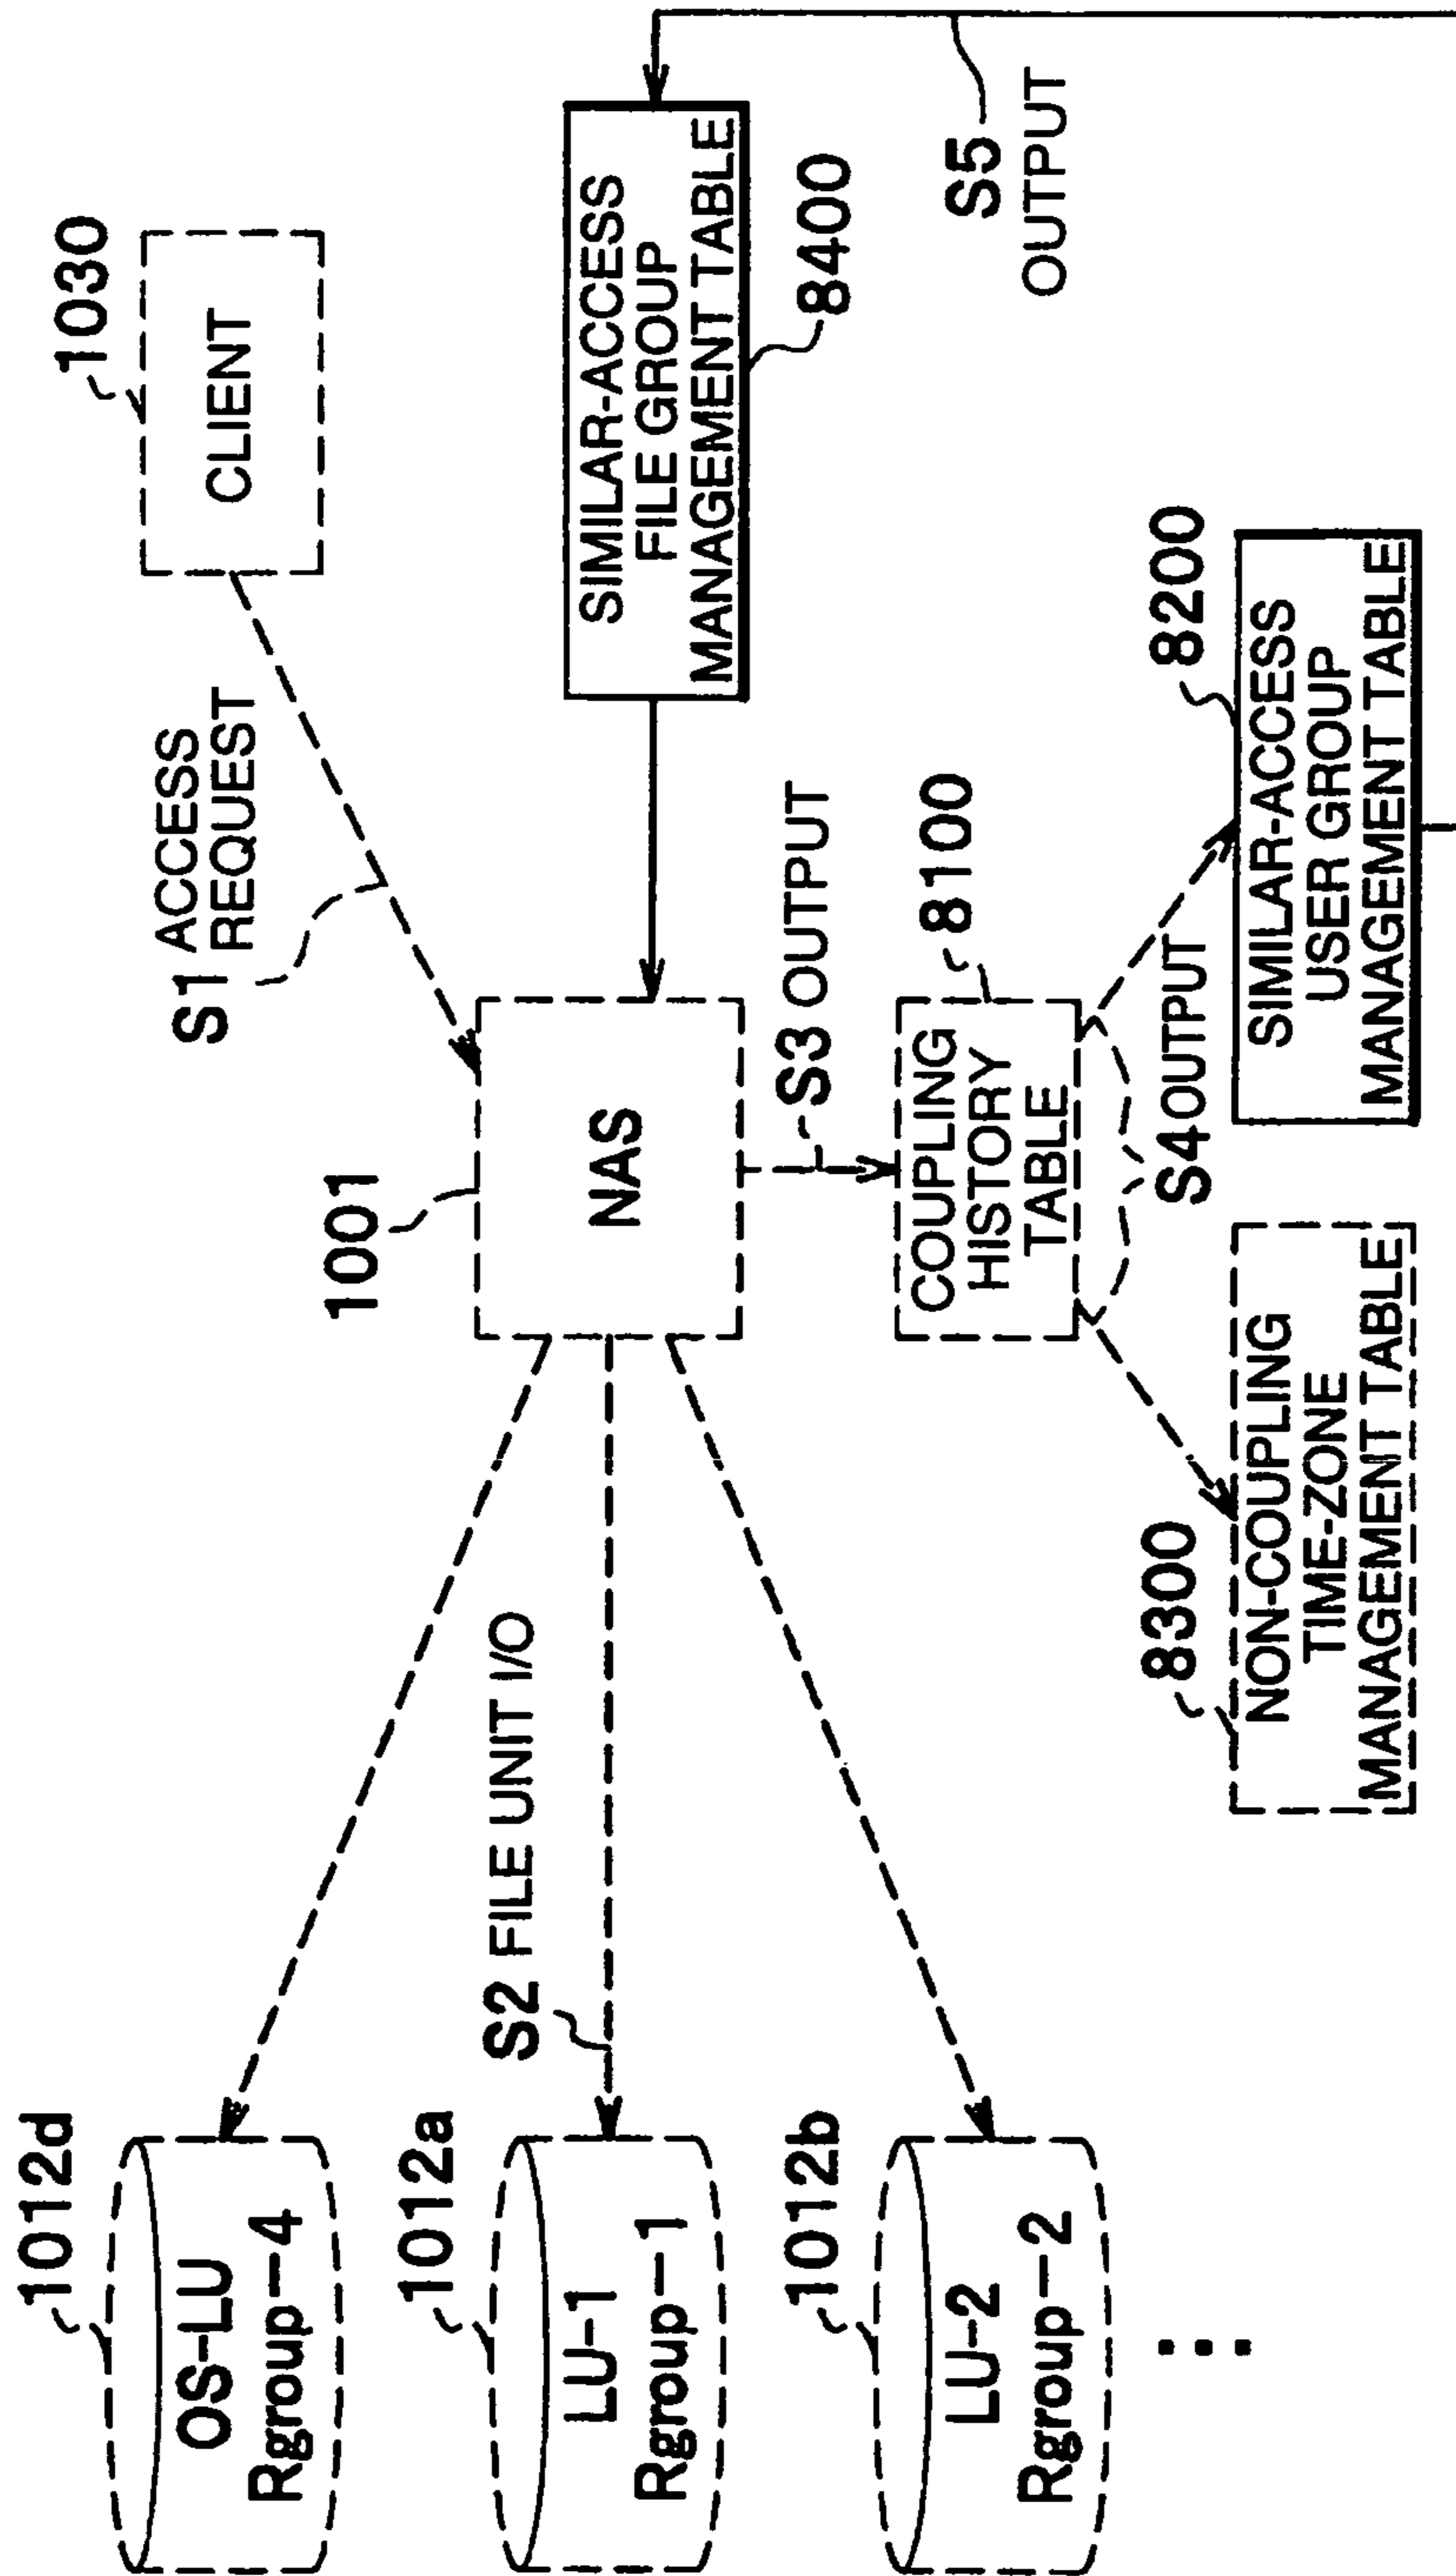 1030
CLIENT
S1 ACCESS
REQUEST
SIMILAR-ACCESS
FILE GROUP
MANAGEMENT TABLE
8400
S5
OUTPUT
1001
NAS
S3 OUTPUT
8100
COUPLING
HISTORY
TABLE
S4 OUTPUT
8200
SIMILAR-ACCESS
USER GROUP
MANAGEMENT TABLE
8300
NON-COUPLING
TIME-ZONE
MANAGEMENT TABLE
S2 FILE UNIT I/O
1012d
OS-LU
Rgroup-4
1012a
LU-1
Rgroup-1
1012b
LU-2
Rgroup-2